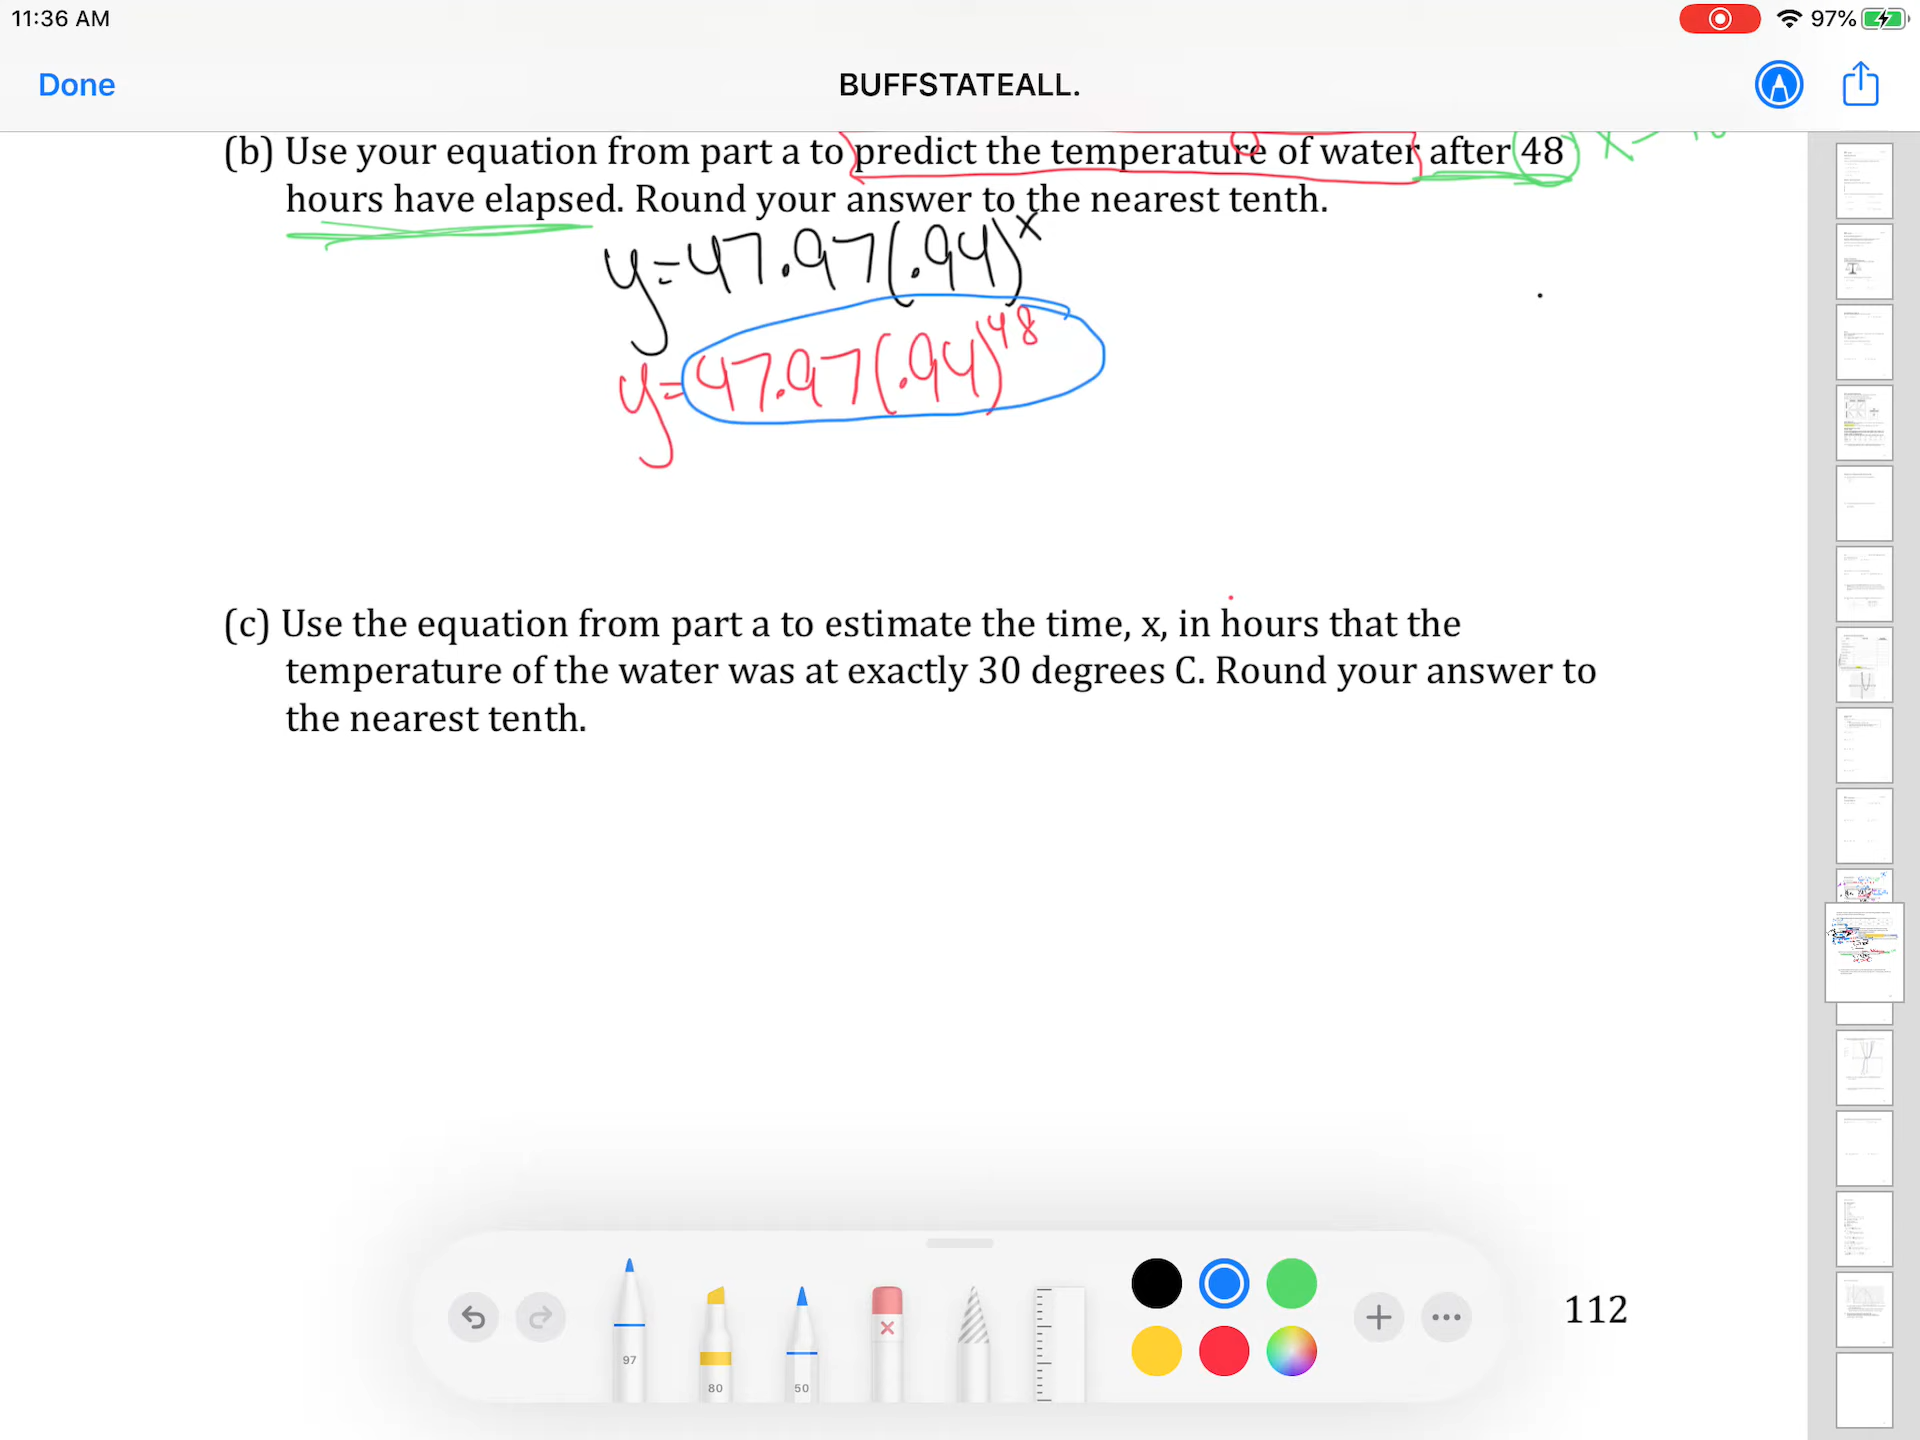 11:36 AM
97%
Done
BUFFSTATEALL.
(b) Use your equation from part a to predict the temperature of water after 48
hours have elapsed. Round your answer to the nearest tenth.
y=47.97(.94)^x
y=47.97(.94)^48
(c) Use the equation from part a to estimate the time, x, in hours that the
temperature of the water was at exactly 30 degrees C. Round your answer to
the nearest tenth.
97
80
50
112